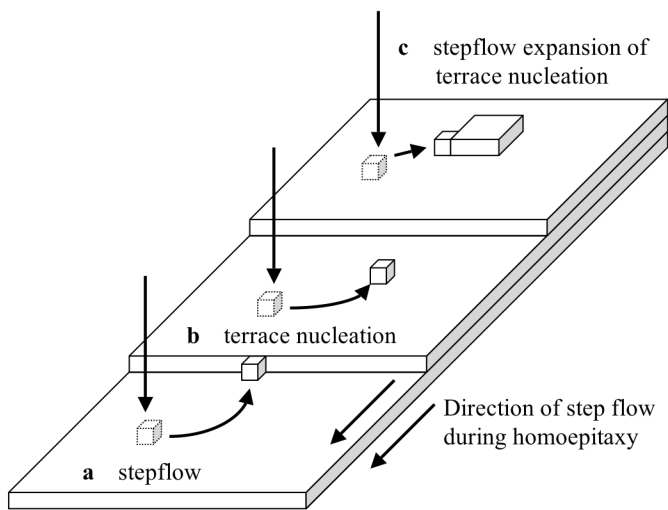 c stepflow expansion of
terrace nucleation
b terrace nucleation
Direction of step flow
during homoepitaxy
a stepflow